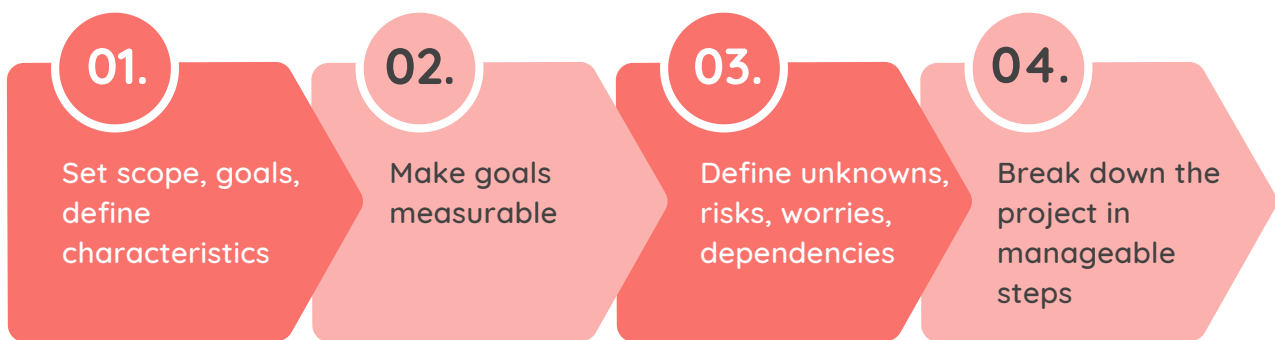 01.
Set scope, goals,
define
characteristics
02.
Make goals
measurable
03.
Define unknowns,
risks, worries,
dependencies
04.
Break down the
project in
manageable
steps